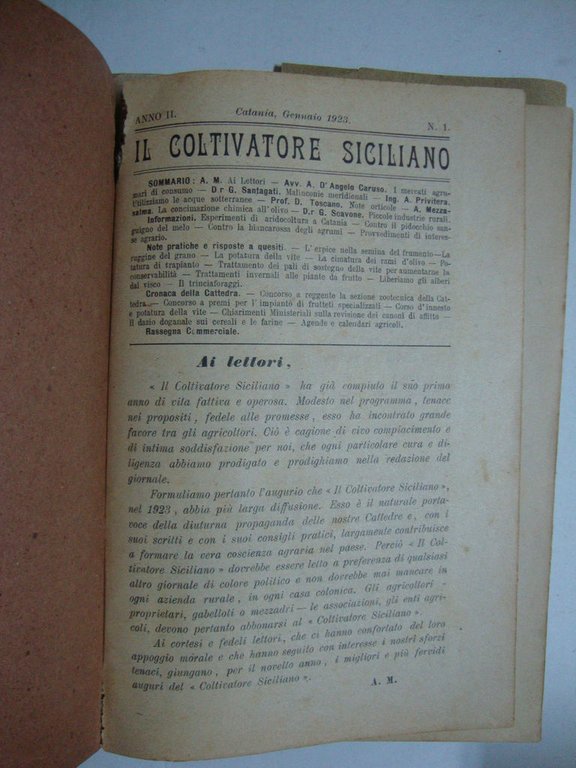 ANNO II. Catania, Gennaio 1923. N. 1.
IL COLTIVATORE SICILIANO
SOMMARIO: A. M. Ai Lettori — Avv. A. D'Angelo Caruso. I mercati agru-
mari di consumo — D.r G. Santagati. Malinconie meridionali — Ing. A. Privitera.
Utilizziamo le acque sotterranee — Prof. D. Toscano. Note orticole — A. Mezza-
salma. La concimazione chimica all'olivo — D.r G. Scavone. Piccole industrie rurali.
Informazioni. Esperimenti di aridocoltura a Catania — Contro il pidocchio san-
guigno del melo — Contro la biancarossa degli agrumi — Provvedimenti di interes-
se agrario.
Note pratiche e risposte a quesiti. L'erpice nella semina del frumento — La
ruggine del grano — La potatura della vite — La cimatura dei rami d'olivo — Po-
tatura di trapianto — Trattamento dei pali di sostegno della vite per aumentarne la
conservabilità — Trattamenti invernali alle piante da frutto — Liberiamo gli alberi
dal visco — Il trinciaforaggi.
Cronaca della Cattedra. — Concorso a reggente la sezione zootecnica della Cat-
tedra — Concorso a premi per l'impianto di frutteti specializzati — Corso d'innesto
e potatura della vite — Chiarimenti Ministeriali sulla revisione dei canoni di affitto —
il dazio doganale sui cereali e le farine — Agende e calendari agricoli.
Rassegna Commerciale.
Ai lettori,
« Il Coltivatore Siciliano » ha già compiuto il suo primo
anno di vita fattiva e operosa. Modesto nel programma, tenace
nei propositi, fedele alle promesse, esso ha incontrato grande
favore tra gli agricoltori. Ciò è cagione di vivo compiacimento e
di intima soddisfazione per noi, che ogni particolare cura e di-
ligenza abbiamo prodigato e prodighiamo nella redazione del
giornale.
Formuliamo pertanto l'augurio che « Il Coltivatore Siciliano »,
nel 1923, abbia più larga diffusione. Esso è il naturale porta-
voce della diuturna propaganda delle nostre Cattedre e, con i
suoi scritti e con i suoi consigli pratici, largamente contribuisce
a formare la vera coscienza agraria nel paese. Perciò « Il Col-
tivatore Siciliano » dovrebbe essere letto a preferenza di qualsiasi
altro giornale di colore politico e non dovrebbe mai mancare in
ogni azienda rurale, in ogni casa colonica. Gli agricoltori -
proprietari, gabelloti o mezzadri — le associazioni, gli enti agri-
coli, devono pertanto abbonarsi al « Coltivatore Siciliano ».
Ai cortesi e fedeli lettori, che ci hanno confortato del loro
appoggio morale e che hanno seguito con interesse i nostri sforzi
tenaci, giungano, per il novello anno, i migliori e più fervidi
auguri del « Coltivatore Siciliano ».
A. M.